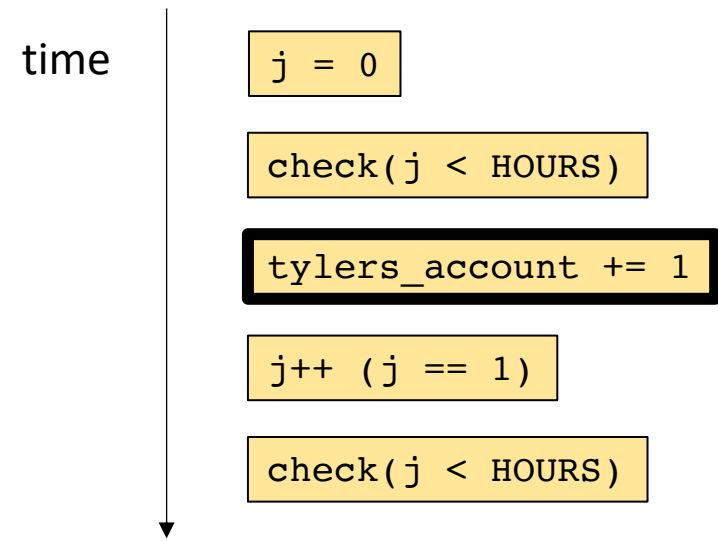 time
j = 0
check(j < HOURS)
tylers_account += 1
j++ (j == 1)
check(j < HOURS)